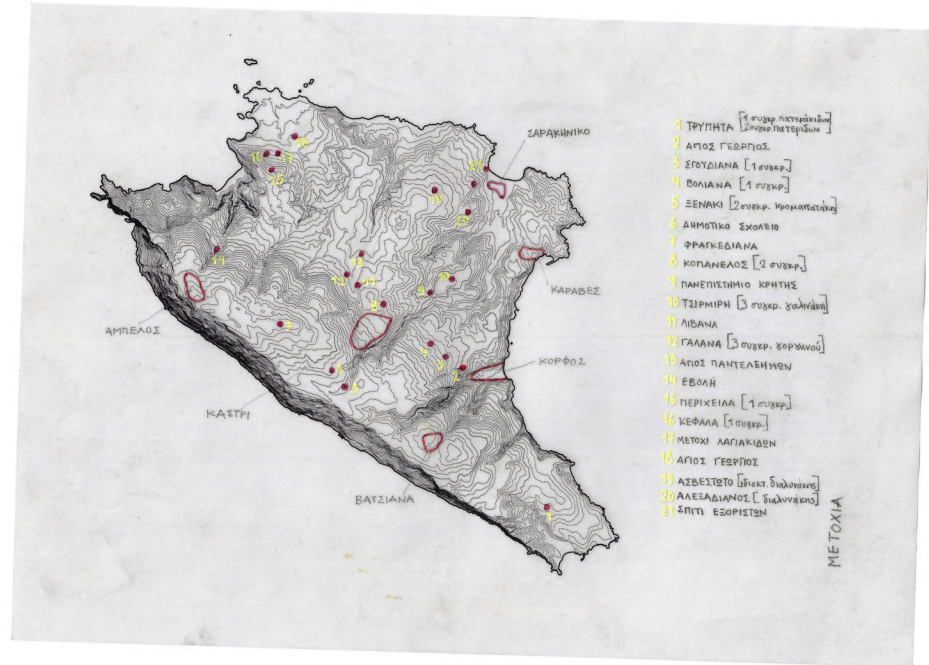 ΣΑΡΑΚΗΝΙΚΟ
ΚΑΡΑΒΕΣ
ΑΜΠΕΛΟΣ
ΚΟΡΦΟΣ
ΚΑΣΤΡΙ
ΒΑΤΣΙΑΝΑ
1 ΤΡΥΠΗΤΑ [1 συγκρ. πατεράκιδων
2 συγκρ. πατερίδων]
2 ΑΓΙΟΣ ΓΕΩΡΓΙΟΣ
3 ΣΓΟΥΔΙΑΝΑ [1 συγκρ.]
4 ΒΟΛΙΑΝΑ [1 συγκρ.]
5 ΞΕΝΑΚΙ [2 συγκρ. Κρομπατάκη]
6 ΔΗΜΟΤΙΚΟ ΣΧΟΛΕΙΟ
7 ΦΡΑΓΚΕΔΙΑΝΑ
8 ΚΟΠΑΝΕΛΟΣ [2 συγκρ.]
9 ΠΑΝΕΠΙΣΤΗΜΙΟ ΚΡΗΤΗΣ
10 ΤΣΙΡΜΙΡΗ [3 συγκρ. γαλινάκη]
11 ΛΙΒΑΝΑ
12 ΓΑΛΑΝΑ [3 συγκρ.]
13 ΑΓΙΟΣ ΠΑΝΤΕΛΕΗΜΩΝ
14 ΕΒΟΛΗ
15 ΠΕΡΙΧΕΙΛΑ [1 συγκρ.]
16 ΚΕΦΑΛΑ [1 συγκρ.]
17 ΜΕΤΟΧΙ ΛΑΓΙΑΚΙΔΩΝ
18 ΑΓΙΟΣ ΓΕΩΡΓΙΟΣ
19 ΑΣΒΕΣΤΩΤΟ [ιδιοκτ. διαλυνάκης]
20 ΑΛΕΞΑΔΙΑΝΟΣ [διαλυνάκης]
21 ΣΠΙΤΙ ΕΞΟΡΙΣΤΩΝ
ΜΕΤΟΧΙΑ